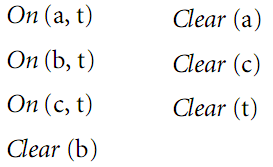 On (a, t)
On (b, t)
On (c, t)
Clear (b)
Clear (a)
Clear (c)
Clear (t)